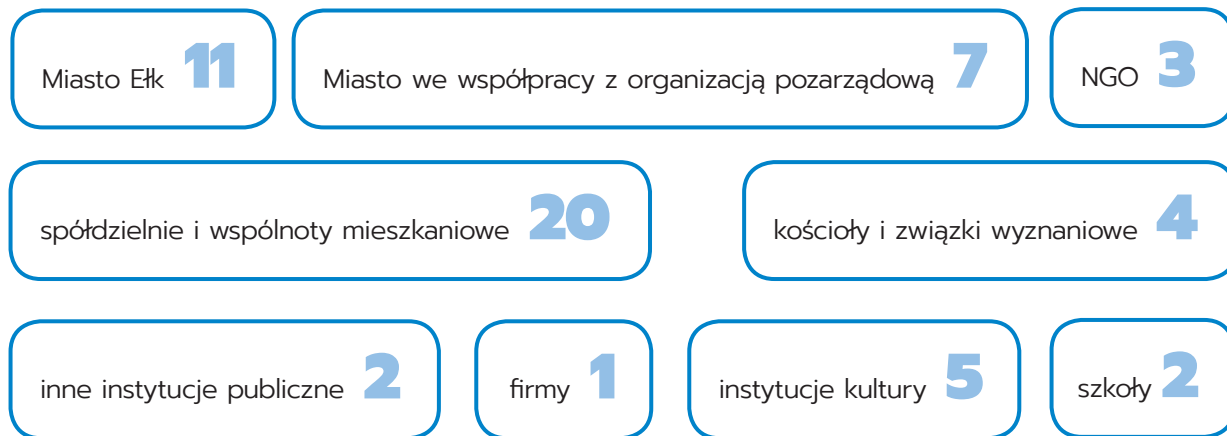 Miasto Ełk 11
Miasto we współpracy z organizacją pozarządową 7
NGO 3
spółdzielnie i wspólnoty mieszkaniowe 20
kościoły i związki wyznaniowe 4
inne instytucje publiczne 2
firmy 1
instytucje kultury 5
szkoły 2